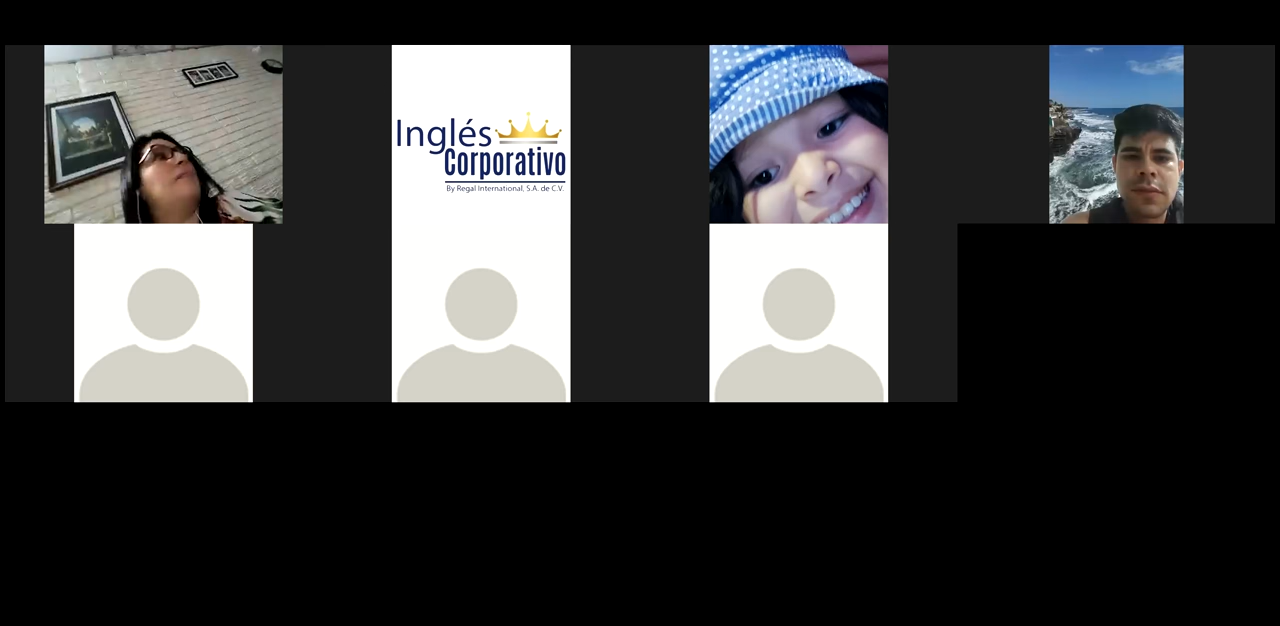 Inglés
Corporativo
By Regal International, S.A. de C.V.